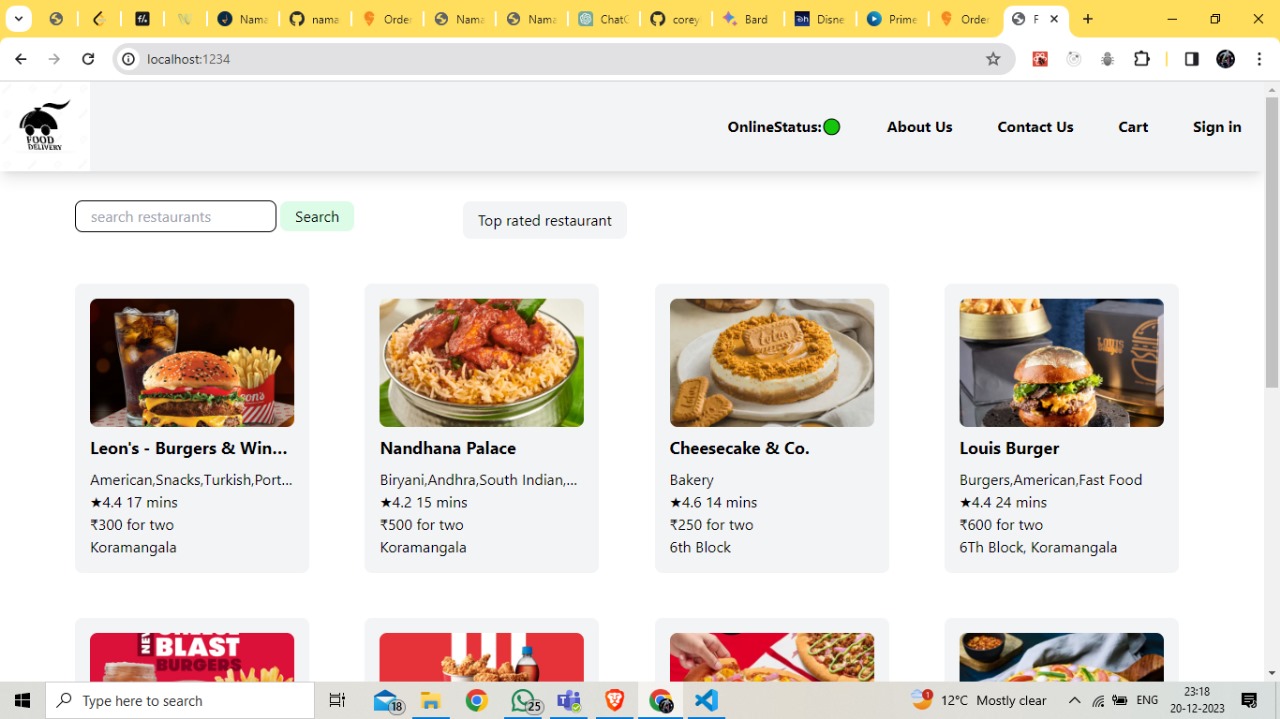 Nama
nama
Order
Nama
Nama
ChatG
corey
Bard
Disne
Prime
Order
F
localhost:1234
FOOD
DELIVERY
OnlineStatus:
About Us
Contact Us
Cart
Sign in
search restaurants
Search
Top rated restaurant
Leon's - Burgers & Win...
American,Snacks,Turkish,Port...
★4.4 17 mins
₹300 for two
Koramangala
Nandhana Palace
Biryani,Andhra,South Indian,...
★4.2 15 mins
₹500 for two
Koramangala
Cheesecake & Co.
Bakery
★4.6 14 mins
₹250 for two
6th Block
Louis Burger
Burgers,American,Fast Food
★4.4 24 mins
₹600 for two
6Th Block, Koramangala
BLAST
BURGERS
Type here to search
18
25
1
12°C Mostly clear
ENG
23:18
20-12-2023